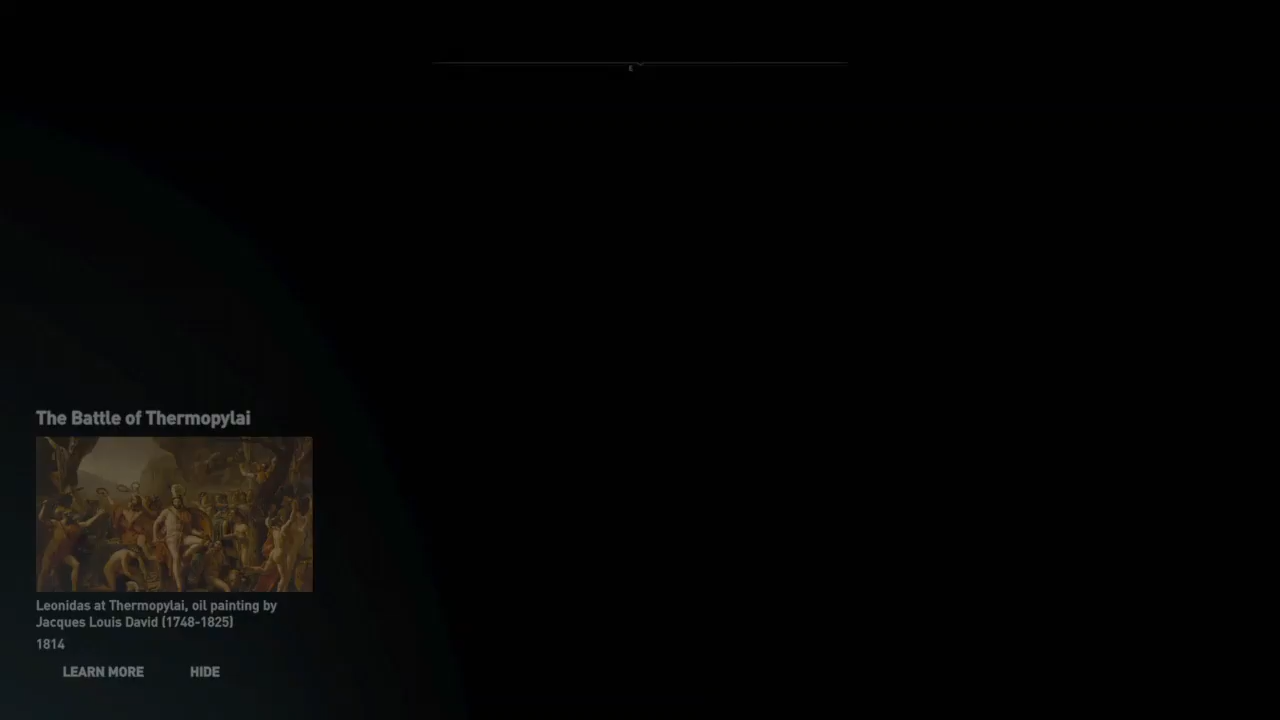 E
The Battle of Thermopylai
Leonidas at Thermopylai, oil painting by
Jacques Louis David (1748-1825)
1814
LEARN MORE HIDE